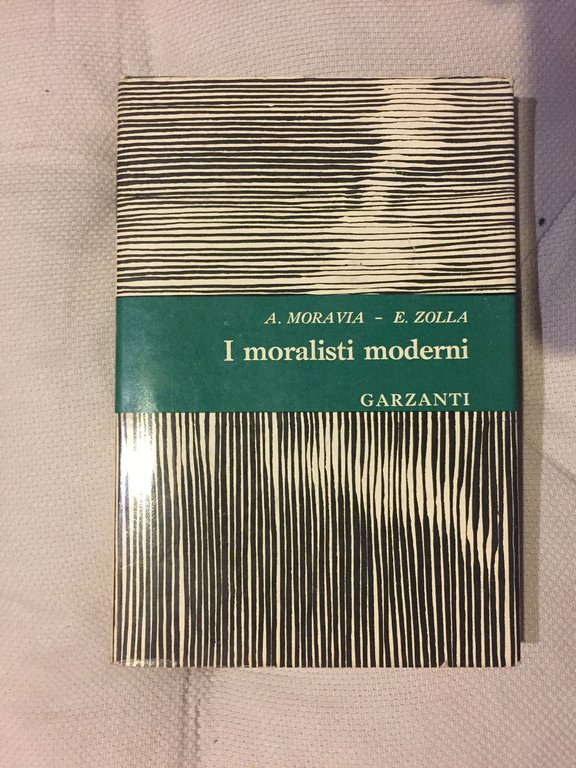 A. MORAVIA - E. ZOLLA
I moralisti moderni
GARZANTI